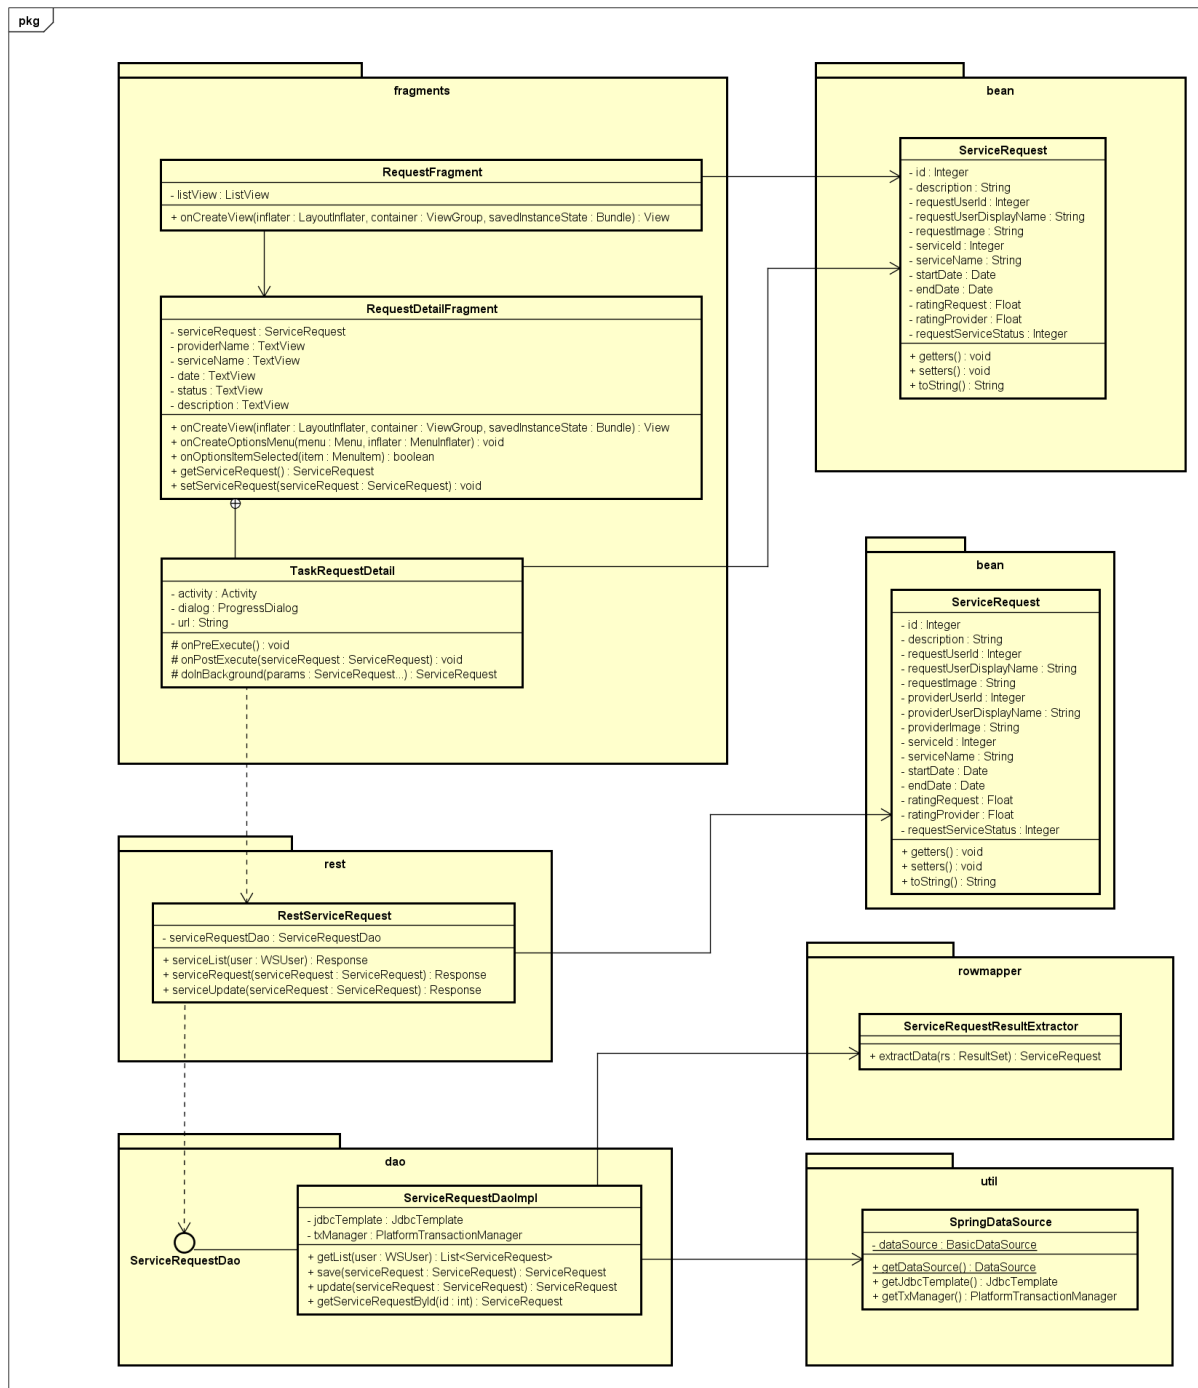 pkg
fragments
RequestFragment
- listView : ListView
+ onCreateView(inflater : LayoutInflater, container : ViewGroup, savedInstanceState : Bundle) : View
RequestDetailFragment
- serviceRequest : ServiceRequest
- providerName : TextView
- serviceName : TextView
- date : TextView
- status : TextView
- description : TextView
+ onCreateView(inflater : LayoutInflater, container : ViewGroup, savedInstanceState : Bundle) : View
+ onCreateOptionsMenu(menu : Menu, inflater : MenuInflater) : void
+ onOptionsItemSelected(item : MenuItem) : boolean
+ getServiceRequest() : ServiceRequest
+ setServiceRequest(serviceRequest : ServiceRequest) : void
TaskRequestDetail
- activity : Activity
- dialog : ProgressDialog
- url : String
# onPreExecute() : void
# onPostExecute(serviceRequest : ServiceRequest) : void
# doInBackground(params : ServiceRequest...) : ServiceRequest
bean
ServiceRequest
- id : Integer
- description : String
- requestUserId : Integer
- requestUserDisplayName : String
- requestImage : String
- serviceId : Integer
- serviceName : String
- startDate : Date
- endDate : Date
- ratingRequest : Float
- ratingProvider : Float
- requestServiceStatus : Integer
+ getters() : void
+ setters() : void
+ toString() : String
bean
ServiceRequest
- id : Integer
- description : String
- requestUserId : Integer
- requestUserDisplayName : String
- requestImage : String
- providerUserId : Integer
- providerUserDisplayName : String
- providerImage : String
- serviceId : Integer
- serviceName : String
- startDate : Date
- endDate : Date
- ratingRequest : Float
- ratingProvider : Float
- requestServiceStatus : Integer
+ getters() : void
+ setters() : void
+ toString() : String
rest
RestServiceRequest
- serviceRequestDao : ServiceRequestDao
+ serviceList(user : WSUser) : Response
+ serviceRequest(serviceRequest : ServiceRequest) : Response
+ serviceUpdate(serviceRequest : ServiceRequest) : Response
rowmapper
ServiceRequestResultExtractor
+ extractData(rs : ResultSet) : ServiceRequest
dao
ServiceRequestDao
ServiceRequestDaoImpl
- jdbcTemplate : JdbcTemplate
- txManager : PlatformTransactionManager
+ getList(user : WSUser) : List<ServiceRequest>
+ save(serviceRequest : ServiceRequest) : ServiceRequest
+ update(serviceRequest : ServiceRequest) : ServiceRequest
+ getServiceRequestById(id : int) : ServiceRequest
util
SpringDataSource
- dataSource : BasicDataSource
+ getDataSource() : DataSource
+ getJdbcTemplate() : JdbcTemplate
+ getTxManager() : PlatformTransactionManager